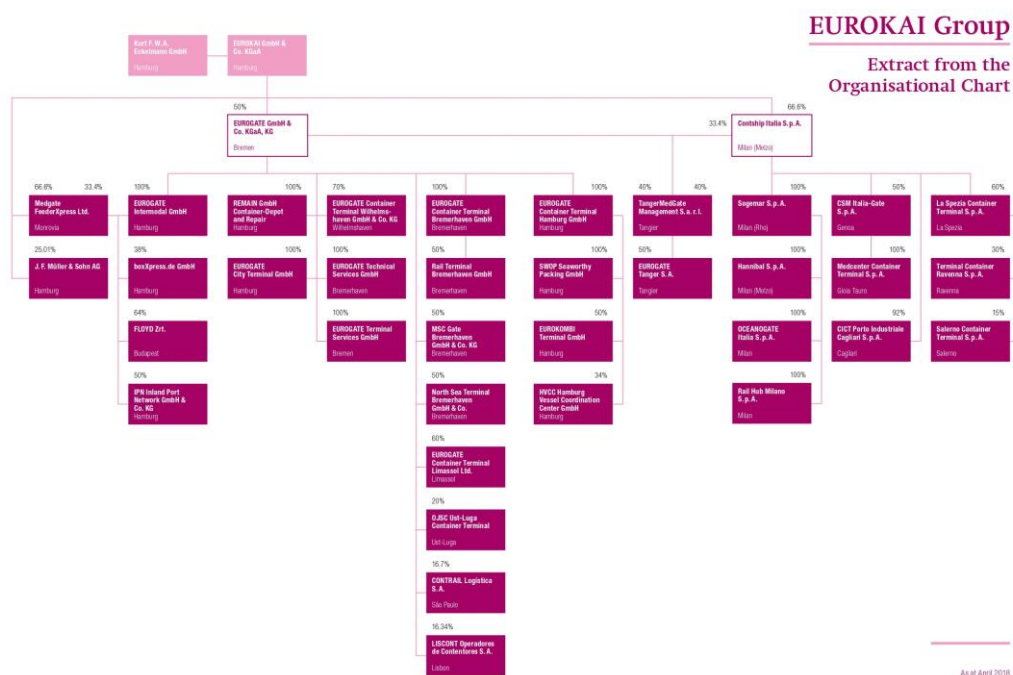 EUROKAI Group
Extract from the
Organisational Chart
Kurt F. W. A.
Eckelmann GmbH
Hamburg
EUROKAI GmbH &
Co. KGaA
Hamburg
50%
EUROGATE GmbH &
Co. KGaA, KG
Bremen
33.4%
66.6%
Contship Italia S.p.A.
Milan (Melzo)
66.6%
33.4%
Medgate
FeederXpress Ltd.
Monrovia
25.01%
J. F. Müller & Sohn AG
Hamburg
100%
EUROGATE
Intermodal GmbH
Hamburg
38%
boxXpress.de GmbH
Hamburg
64%
FLOYD Zrt.
Budapest
50%
IPN Inland Port
Network GmbH &
Co. KG
Hamburg
100%
REMAIN GmbH
Container-Depot
and Repair
Hamburg
100%
EUROGATE
City Terminal GmbH
Hamburg
70%
EUROGATE Container
Terminal Wilhelms-
haven GmbH & Co. KG
Wilhelmshaven
100%
EUROGATE Technical
Services GmbH
Bremerhaven
100%
EUROGATE Terminal
Services GmbH
Bremen
100%
EUROGATE
Container Terminal
Bremerhaven GmbH
Bremerhaven
50%
Rail Terminal
Bremerhaven GmbH
Bremerhaven
50%
MSC Gate
Bremerhaven
GmbH & Co. KG
Bremerhaven
50%
North Sea Terminal
Bremerhaven
GmbH & Co.
Bremerhaven
60%
EUROGATE
Container Terminal
Limassol Ltd.
Limassol
20%
OJSC Ust-Luga
Container Terminal
Ust-Luga
16.7%
CONTRAIL Logistica
S.A.
São Paulo
16.34%
LISCONT Operadores
de Contentores S.A.
Lisbon
100%
EUROGATE
Container Terminal
Hamburg GmbH
Hamburg
100%
SWOP Seaworthy
Packing GmbH
Hamburg
50%
EUROKOMBI
Terminal GmbH
Hamburg
34%
HVCC Hamburg
Vessel Coordination
Center GmbH
Hamburg
40%
40%
TangerMedGate
Management S.a.r.l.
Tangier
50%
EUROGATE
Tanger S.A.
Tangier
100%
Sogemar S.p.A.
Milan (Rho)
100%
Hannibal S.p.A.
Milan (Melzo)
100%
OCEANOGATE
Italia S.p.A.
Milan
100%
Rail Hub Milano
S.p.A.
Milan
50%
CSM Italia-Gate
S.p.A.
Genoa
100%
Medcenter Container
Terminal S.p.A.
Gioia Tauro
92%
CICT Porto Industriale
Cagliari S.p.A.
Cagliari
60%
La Spezia Container
Terminal S.p.A.
La Spezia
30%
Terminal Container
Ravenna S.p.A.
Ravenna
15%
Salerno Container
Terminal S.p.A.
Salerno
As at April 2018